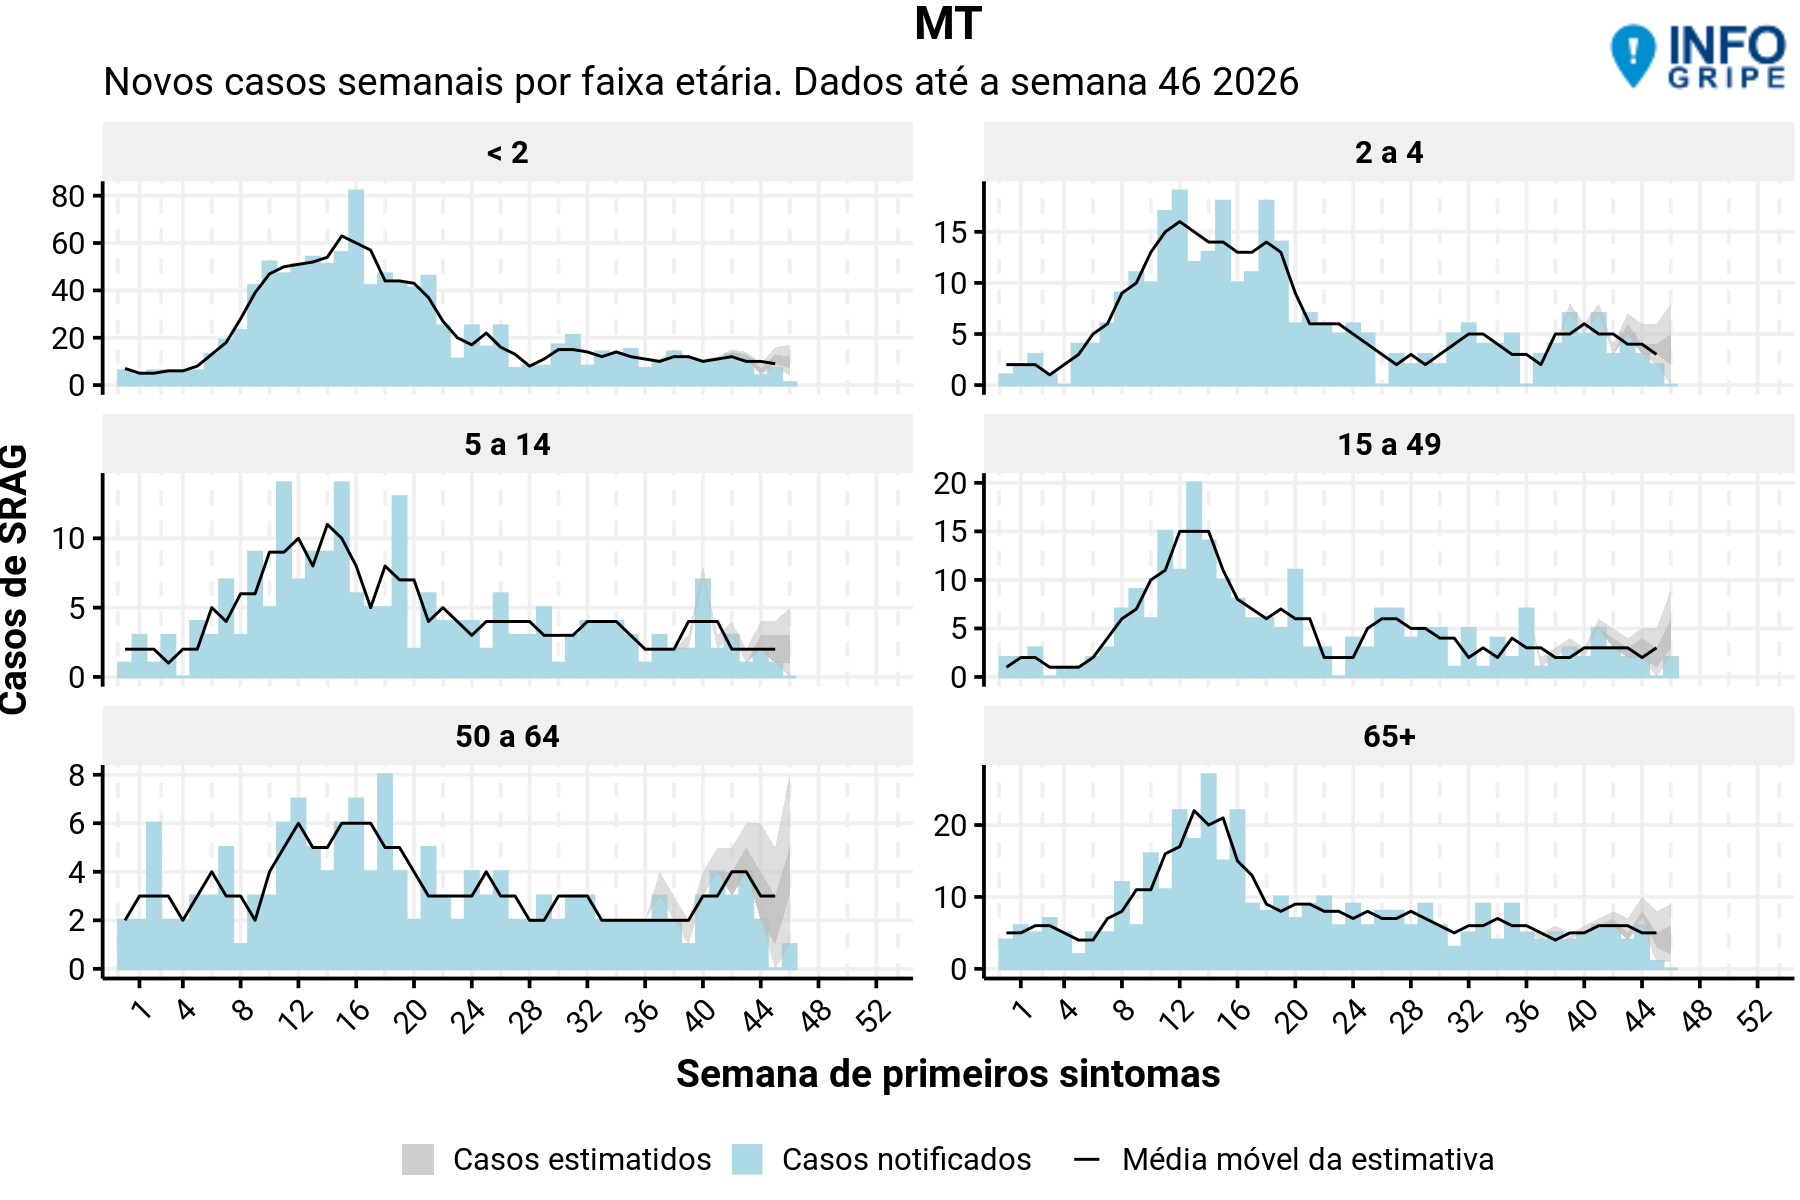 MT
INFO
GRIPE
Novos casos semanais por faixa etária. Dados até a semana 46 2026
< 2
2 a 4
80
60
40
20
0
15
10
5
0
5 a 14
15 a 49
10
5
0
20
15
10
5
0
50 a 64
65+
8
6
4
2
0
20
10
0
1 4 8 12 16 20 24 28 32 36 40 44 48 52
1 4 8 12 16 20 24 28 32 36 40 44 48 52
Casos de SRAG
Semana de primeiros sintomas
Casos estimatidos Casos notificados Média móvel da estimativa